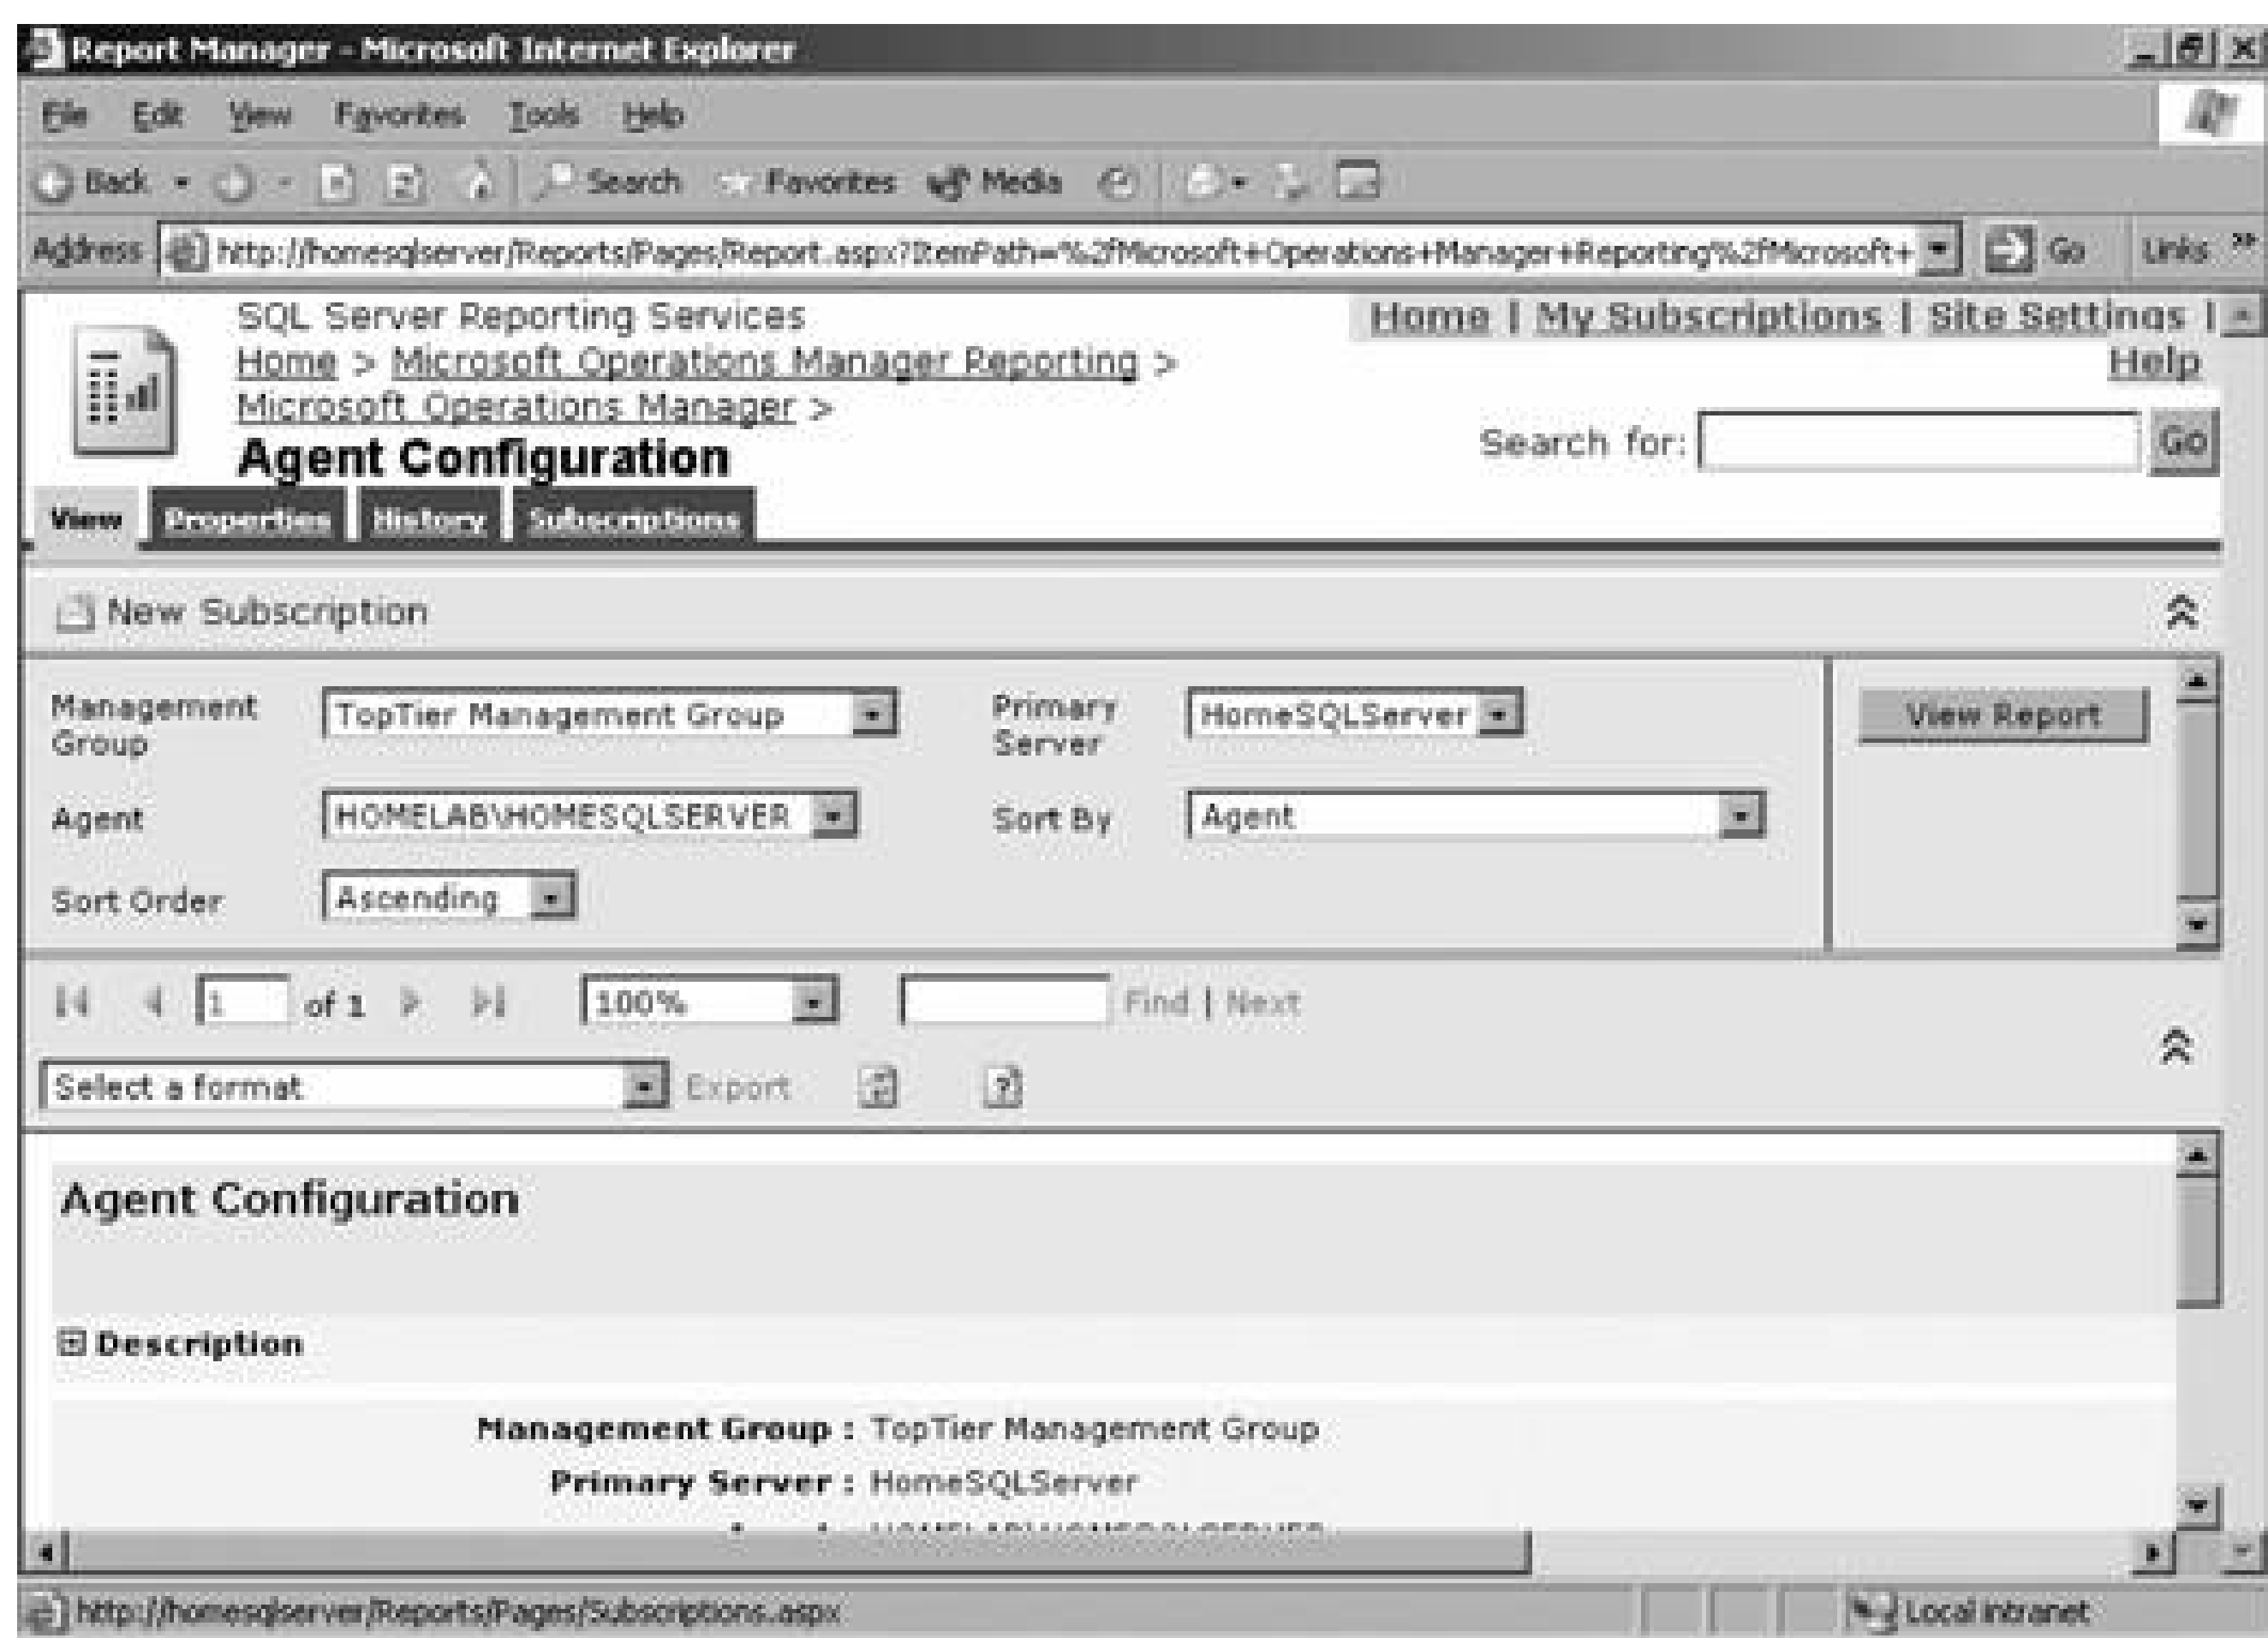 Report Manager - Microsoft Internet Explorer
File Edit View Favorites Tools Help
Back Search Favorites Media
Address http://homesqlserver/Reports/Pages/Report.aspx?ItemPath=%2fMicrosoft+Operations+Manager+Reporting%2fMicrosoft+ Go Links »
SQL Server Reporting Services
Home | My Subscriptions | Site Settings |
Help
Home > Microsoft Operations Manager Reporting >
Microsoft Operations Manager >
Agent Configuration
Search for: Go
View Properties History Subscriptions
New Subscription
Management Group TopTier Management Group Primary Server HomeSQLServer View Report
Agent HOMELAB\HOMESQLSERVER Sort By Agent
Sort Order Ascending
1 of 1 100% Find | Next
Select a format Export
Agent Configuration
Description
Management Group : TopTier Management Group
Primary Server : HomeSQLServer
http://homesqlserver/Reports/Pages/Subscriptions.aspx Local intranet